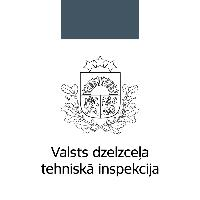 Valsts dzelzceļa
tehniskā inspekcija